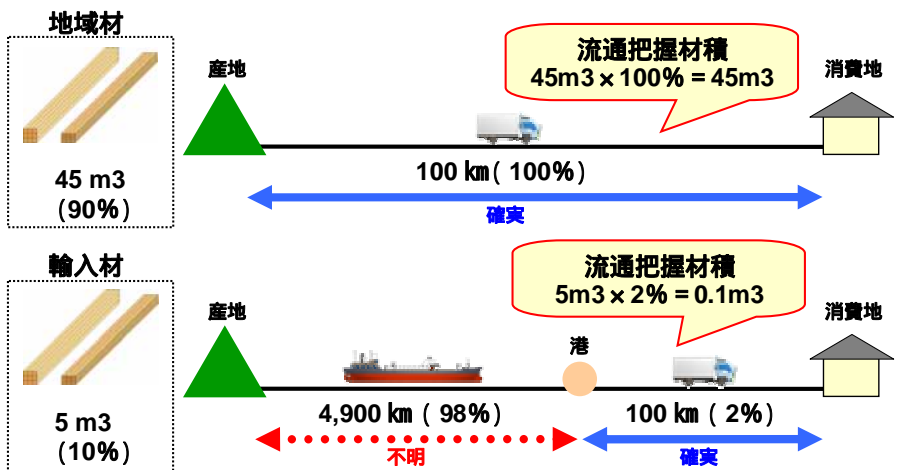 地域材
45 m3
(90%)
産地
流通把握材積
45m3×100%=45m3
消費地
100 ㎞( 100%)
確実
輸入材
5 m3
(10%)
産地
流通把握材積
5m3×2%=0.1m3
港
消費地
4,900 ㎞( 98%)
不明
100 ㎞( 2%)
確実